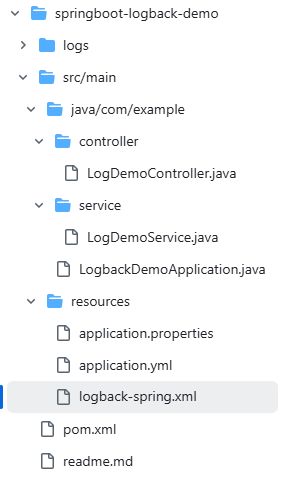 springboot-logback-demo
logs
src/main
java/com/example
controller
LogDemoController.java
service
LogDemoService.java
LogbackDemoApplication.java
resources
application.properties
application.yml
logback-spring.xml
pom.xml
readme.md